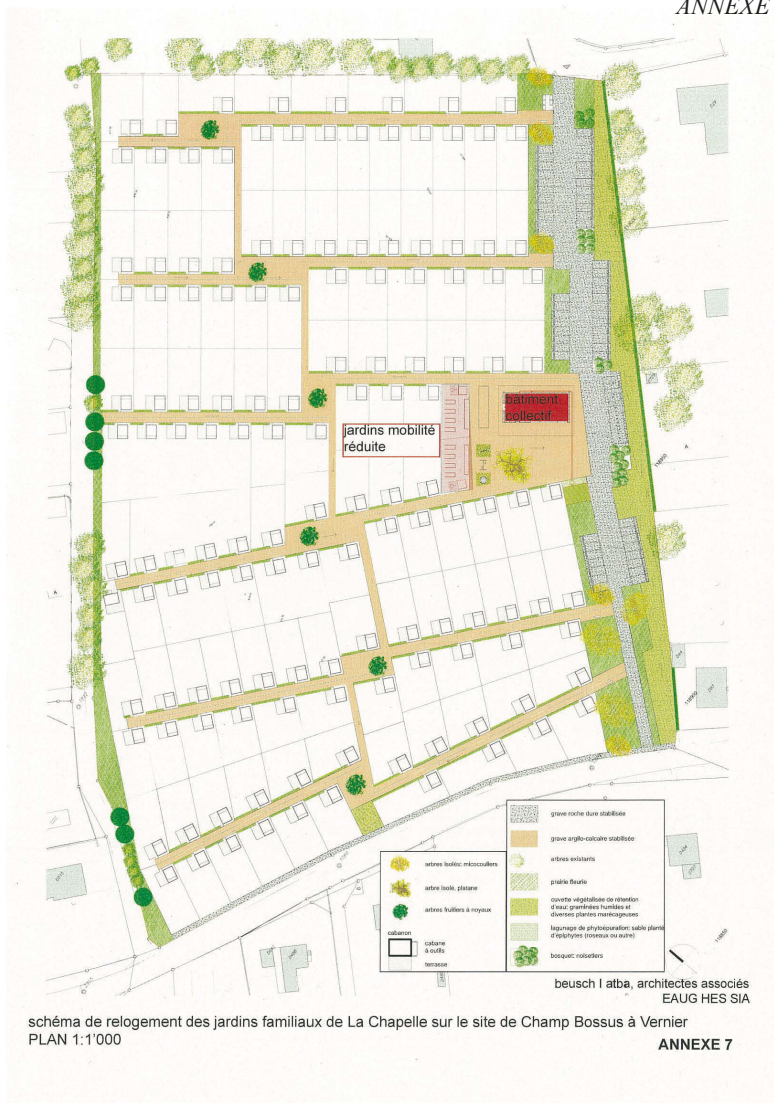 ANNEXE
bâtiment
collectif
jardins mobilité
réduite
arbres isolés: micocouliers
arbre isolé, platane
arbres fruitiers à noyaux
cabanon
cabane
à outils
terrasse
grave roche dure stabilisée
grave argilo-calcaire stabilisée
arbres existants
prairie fleurie
cuvette végétalisée de rétention
d'eau: graminées humides et
diverses plantes marécageuses
lagunage de phytoépuration: sable planté
d'épiphytes (roseaux ou autre)
bosquet: noisetiers
beusch I atba, architectes associés
EAUG HES SIA
schéma de relogement des jardins familiaux de La Chapelle sur le site de Champ Bossus à Vernier
PLAN 1:1'000
ANNEXE 7